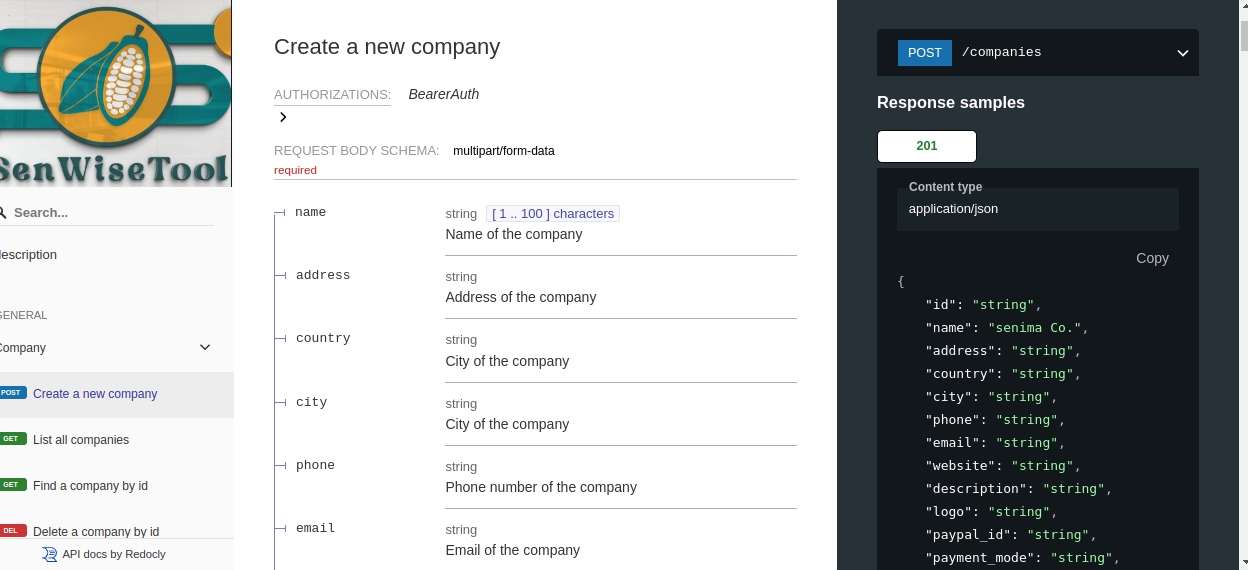 SenWiseTool
Search...
escription
GENERAL
Company
POST Create a new company
GET List all companies
GET Find a company by id
DEL Delete a company by id
API docs by Redocly
Create a new company
AUTHORIZATIONS: BearerAuth
REQUEST BODY SCHEMA: multipart/form-data
required
name string [ 1 .. 100 ] characters
Name of the company
address string
Address of the company
country string
City of the company
city string
City of the company
phone string
Phone number of the company
email string
Email of the company
POST /companies
Response samples
201
Content type
application/json
Copy
{
"id": "string",
"name": "senima Co.",
"address": "string",
"country": "string",
"city": "string",
"phone": "string",
"email": "string",
"website": "string",
"description": "string",
"logo": "string",
"paypal_id": "string",
"payment_mode": "string",